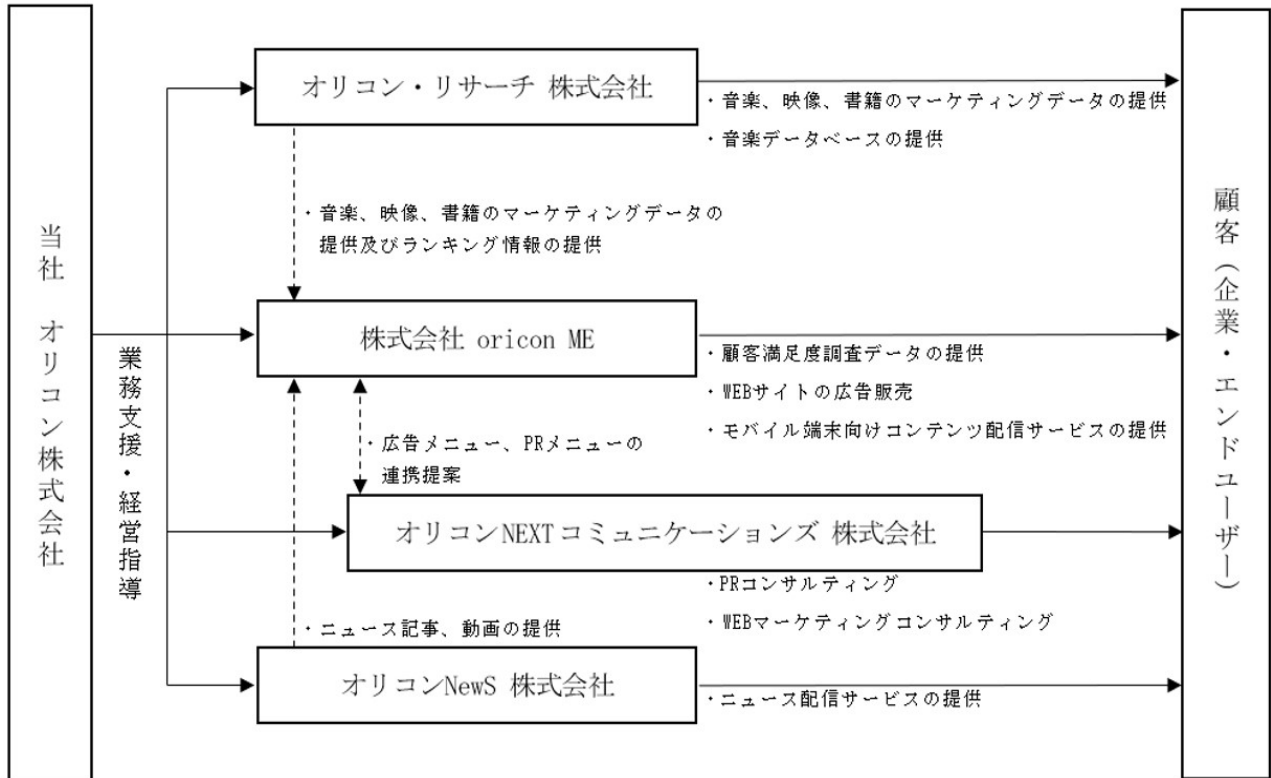 当社 オリコン株式会社
業務支援・経営指導
オリコン・リサーチ 株式会社
・音楽、映像、書籍のマーケティングデータの提供
・音楽データベースの提供
・音楽、映像、書籍のマーケティングデータの
提供及びランキング情報の提供
株式会社 oricon ME
・顧客満足度調査データの提供
・WEBサイトの広告販売
・モバイル端末向けコンテンツ配信サービスの提供
・広告メニュー、PRメニューの
連携提案
オリコンNEXTコミュニケーションズ 株式会社
・PRコンサルティング
・WEBマーケティングコンサルティング
・ニュース記事、動画の提供
オリコンNewS 株式会社
・ニュース配信サービスの提供
顧客(企業・エンドユーザー)